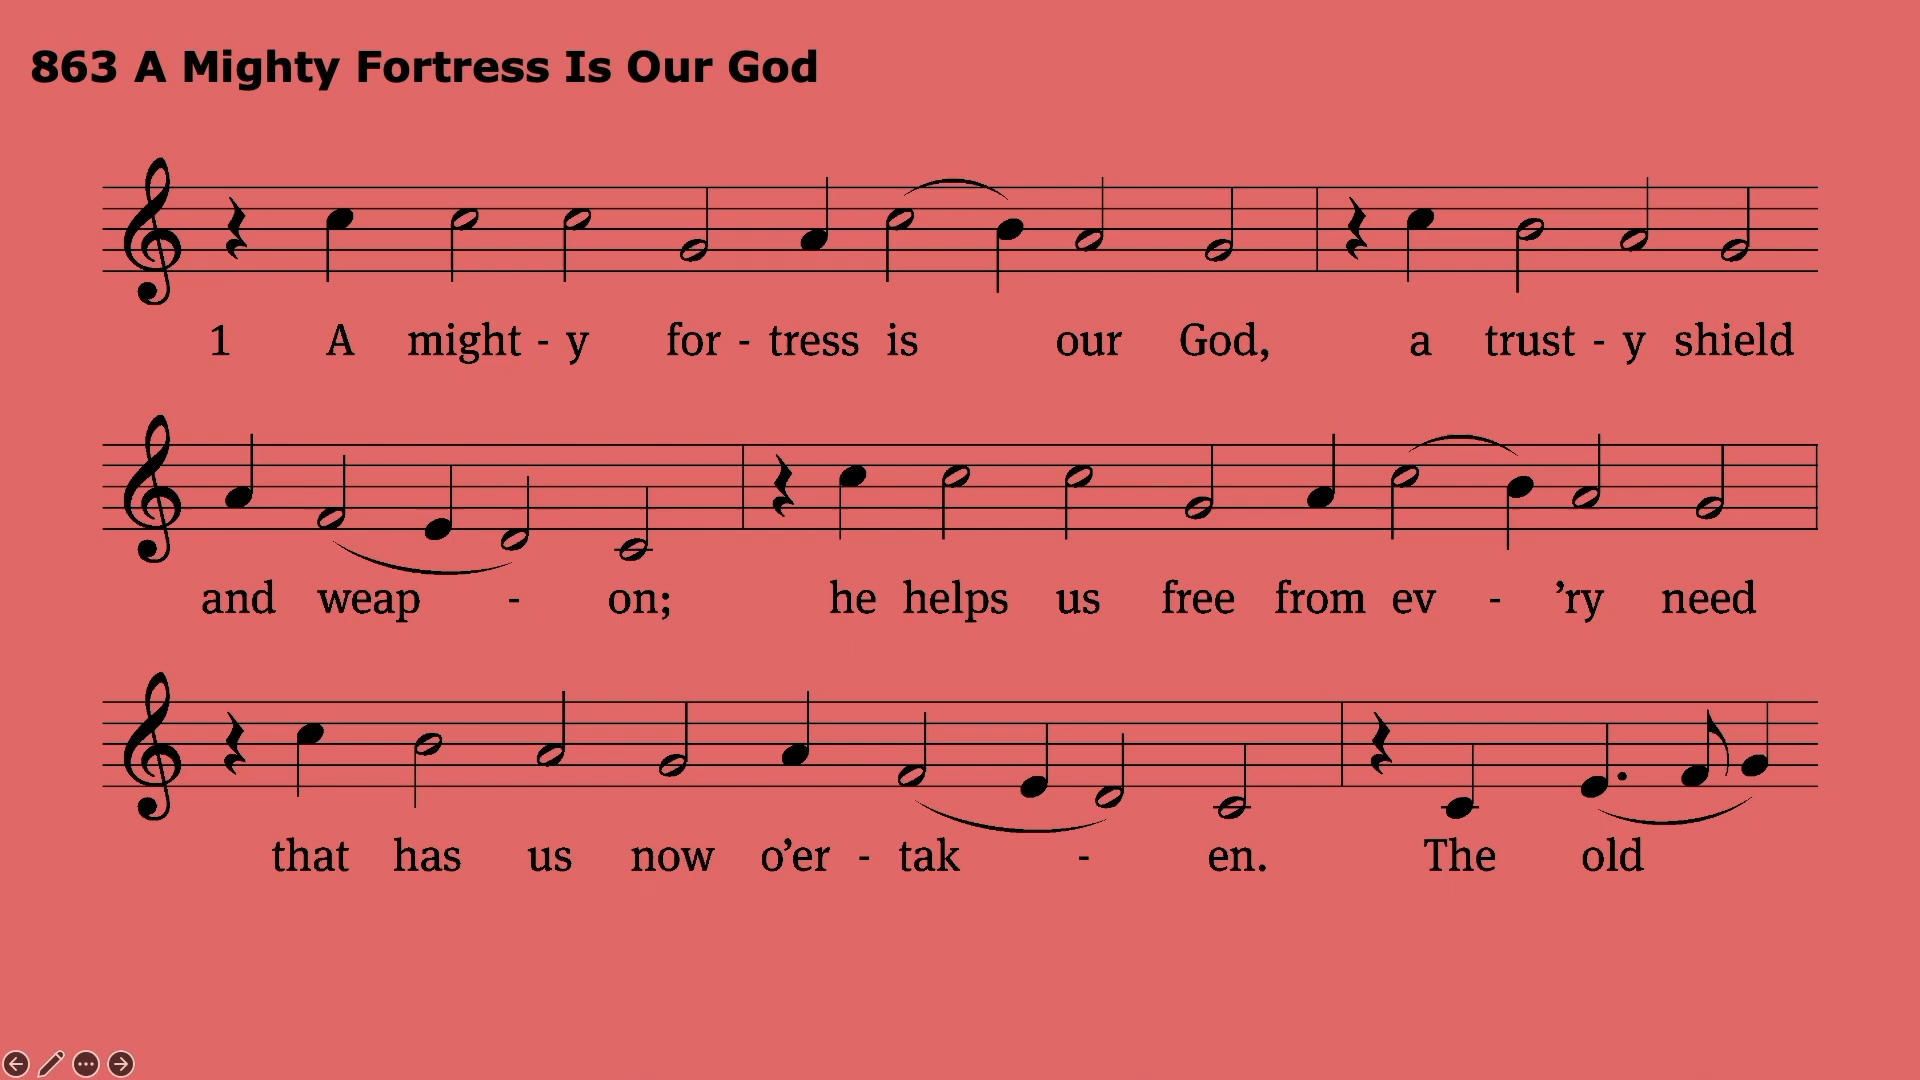 863 A Mighty Fortress Is Our God
1 A might - y for - tress is our God, a trust - y shield
and weap - on; he helps us free from ev - ’ry need
that has us now o’er - tak - en. The old